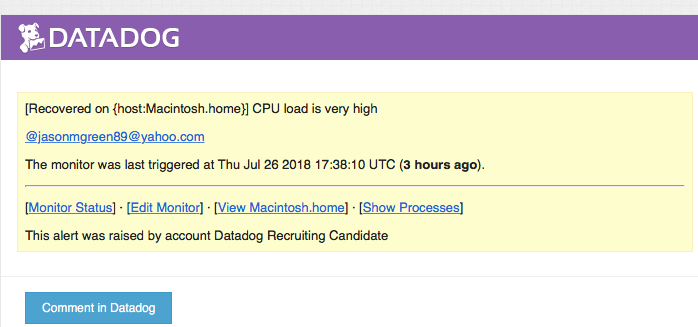 DATADOG
[Recovered on {host:Macintosh.home}] CPU load is very high
@jasonmgreen89@yahoo.com
The monitor was last triggered at Thu Jul 26 2018 17:38:10 UTC (3 hours ago).
[Monitor Status] · [Edit Monitor] · [View Macintosh.home] · [Show Processes]
This alert was raised by account Datadog Recruiting Candidate
Comment in Datadog